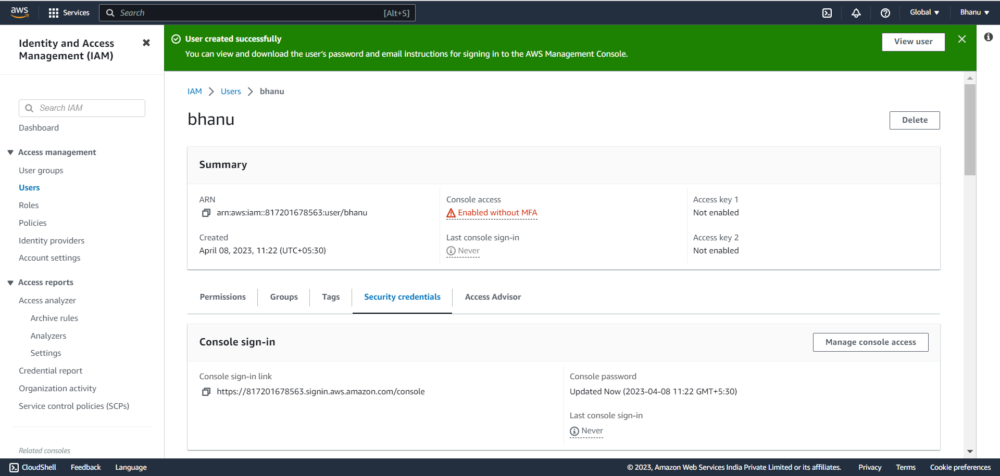 aws Services Search [Alt+S] Global Bhanu
Identity and Access
Management (IAM)
Search IAM
Dashboard
Access management
User groups
Users
Roles
Policies
Identity providers
Account settings
Access reports
Access analyzer
Archive rules
Analyzers
Settings
Credential report
Organization activity
Service control policies (SCPs)
Related consoles
User created successfully
You can view and download the user's password and email instructions for signing in to the AWS Management Console.
View user
IAM > Users > bhanu
bhanu
Delete
Summary
ARN
arn:aws:iam::817201678563:user/bhanu
Created
April 08, 2023, 11:22 (UTC+05:30)
Console access
Enabled without MFA
Last console sign-in
Never
Access key 1
Not enabled
Access key 2
Not enabled
Permissions Groups Tags Security credentials Access Advisor
Console sign-in
Manage console access
Console sign-in link
https://817201678563.signin.aws.amazon.com/console
Console password
Updated Now (2023-04-08 11:22 GMT+5:30)
Last console sign-in
Never
CloudShell Feedback Language © 2023, Amazon Web Services India Private Limited or its affiliates. Privacy Terms Cookie preferences